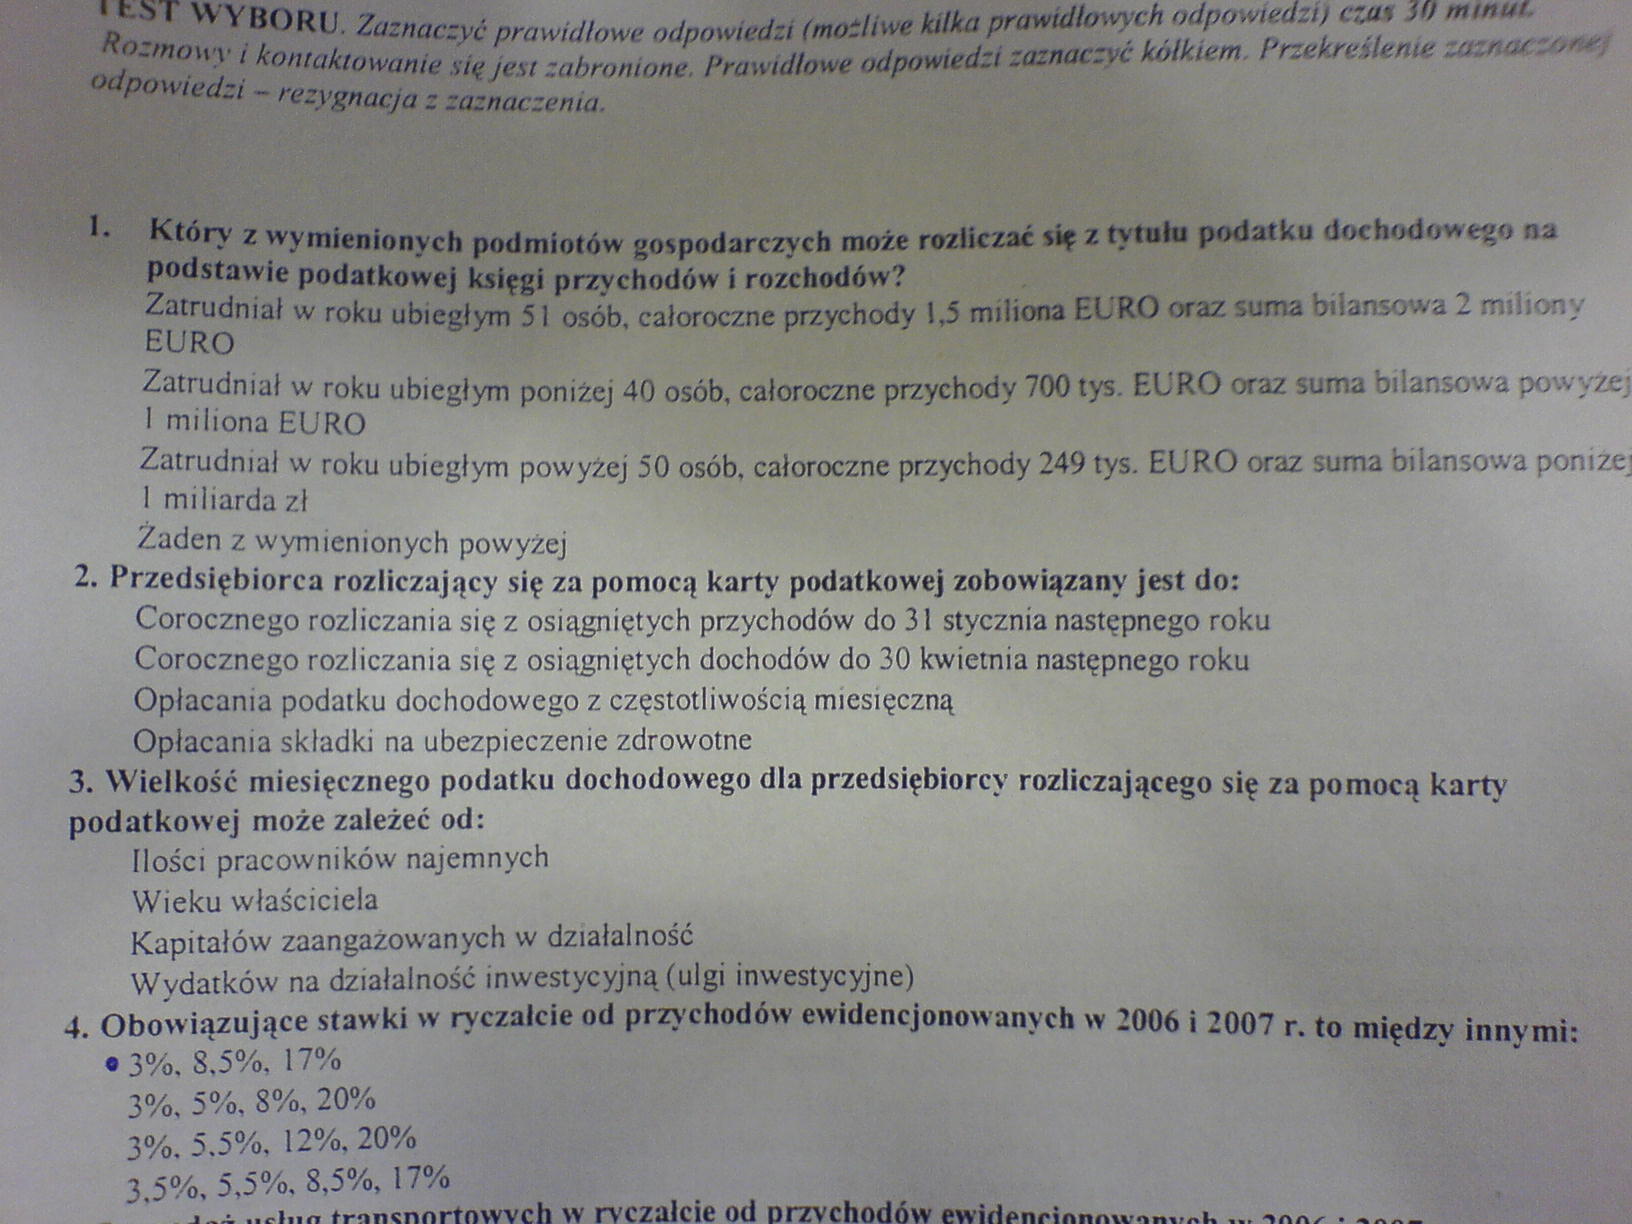 TEST WYBORU. Zaznaczyć prawidłowe odpowiedzi (możliwe kilka prawidłowych odpowiedzi) czas 30 minut.
Rozmowy i kontaktowanie się jest zabronione. Prawidłowe odpowiedzi zaznaczyć kółkiem. Przekreślenie zaznaczonej
odpowiedzi – rezygnacja z zaznaczenia.
1. Który z wymienionych podmiotów gospodarczych może rozliczać się z tytułu podatku dochodowego na
podstawie podatkowej księgi przychodów i rozchodów?
Zatrudniał w roku ubiegłym 51 osób, całoroczne przychody 1,5 miliona EURO oraz suma bilansowa 2 miliony
EURO
Zatrudniał w roku ubiegłym poniżej 40 osób, całoroczne przychody 700 tys. EURO oraz suma bilansowa powyżej
1 miliona EURO
Zatrudniał w roku ubiegłym powyżej 50 osób, całoroczne przychody 249 tys. EURO oraz suma bilansowa poniżej
1 miliarda zł
Żaden z wymienionych powyżej
2. Przedsiębiorca rozliczający się za pomocą karty podatkowej zobowiązany jest do:
Corocznego rozliczania się z osiągniętych przychodów do 31 stycznia następnego roku
Corocznego rozliczania się z osiągniętych dochodów do 30 kwietnia następnego roku
Opłacania podatku dochodowego z częstotliwością miesięczną
Opłacania składki na ubezpieczenie zdrowotne
3. Wielkość miesięcznego podatku dochodowego dla przedsiębiorcy rozliczającego się za pomocą karty
podatkowej może zależeć od:
Ilości pracowników najemnych
Wieku właściciela
Kapitałów zaangażowanych w działalność
Wydatków na działalność inwestycyjną (ulgi inwestycyjne)
4. Obowiązujące stawki w ryczałcie od przychodów ewidencjonowanych w 2006 i 2007 r. to między innymi:
3%, 8,5%, 17%
3%, 5%, 8%, 20%
3%, 5,5%, 12%, 20%
3,5%, 5,5%, 8,5%, 17%
usług transportowych w ryczałcie od przychodów ewidencjonowanych w 2006 i 2007